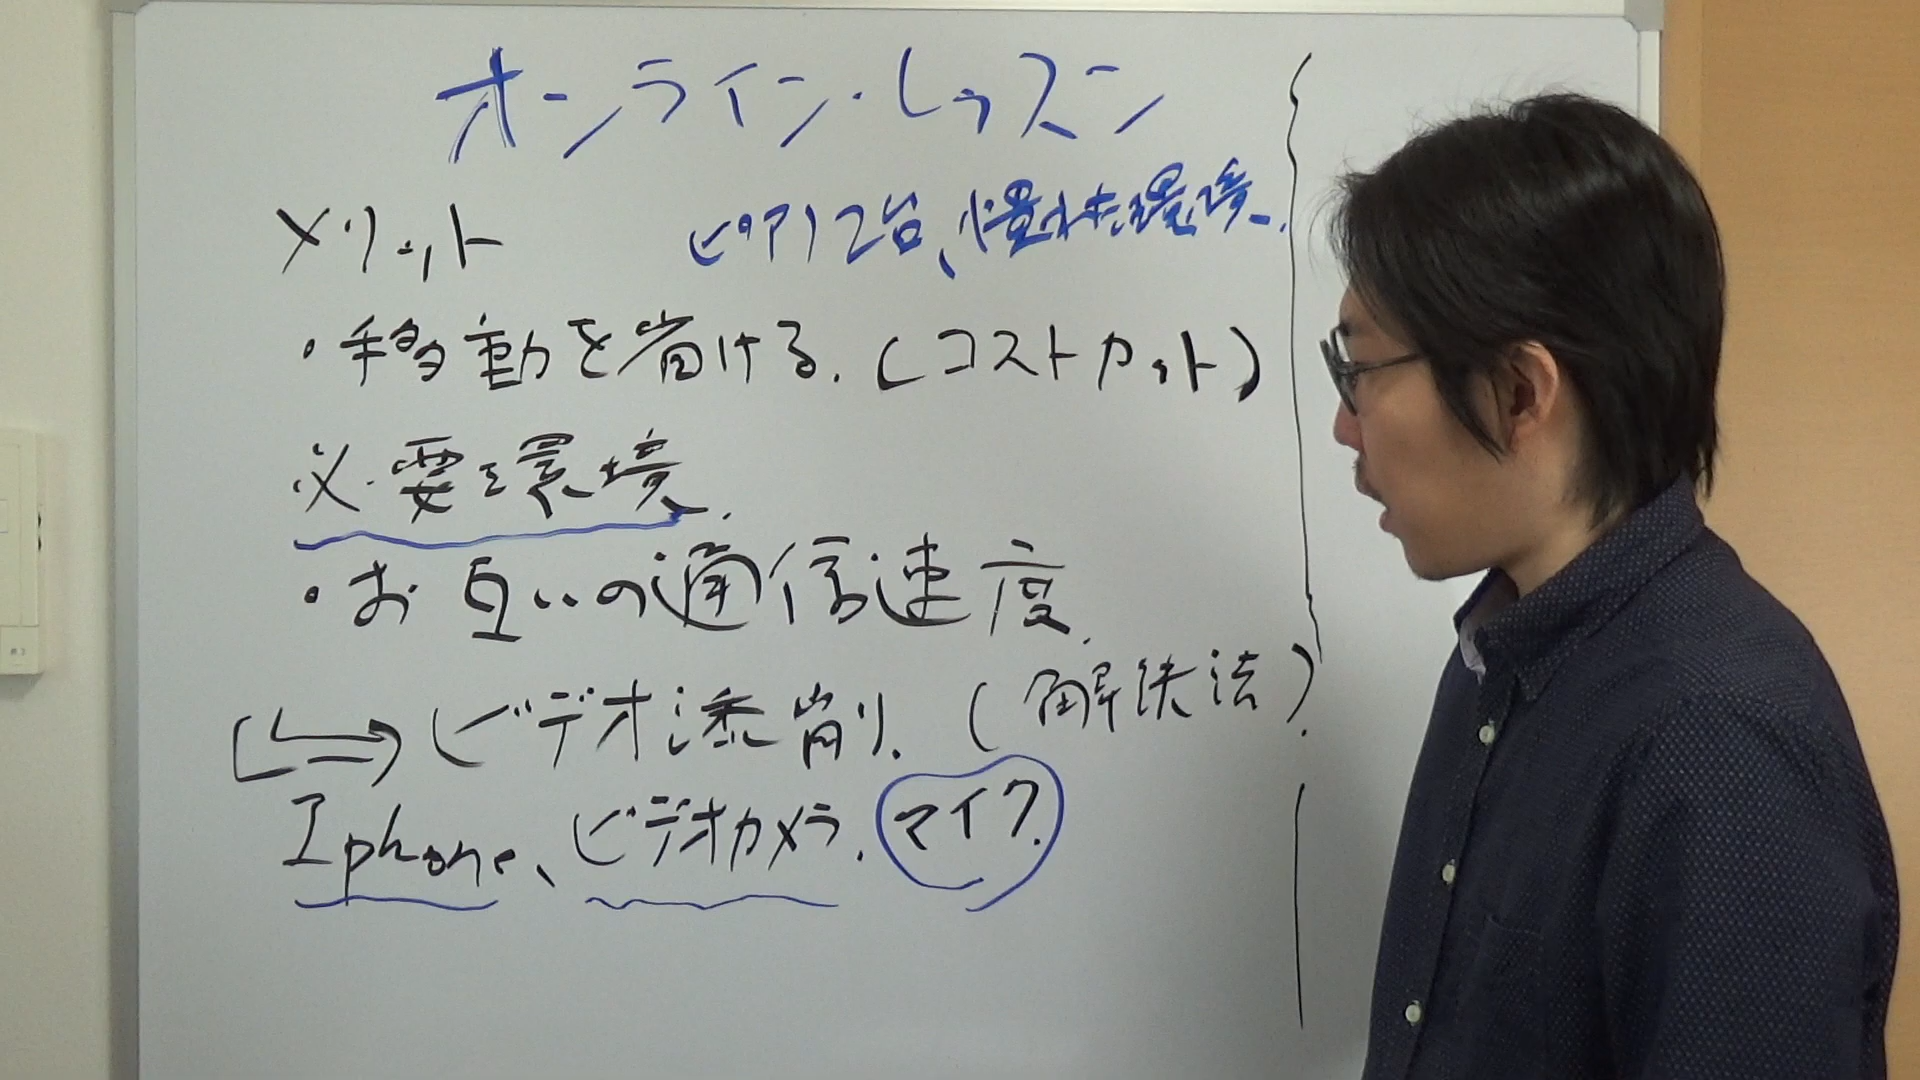 オンライン・レッスン
メリット
ピアノ2台、慣れた環境、
・移動を省ける.(コストカット)
必要な環境.
・お互いの通信速度.
ビデオ添削.(解決法).
Iphone、ビデオカメラ.マイク.